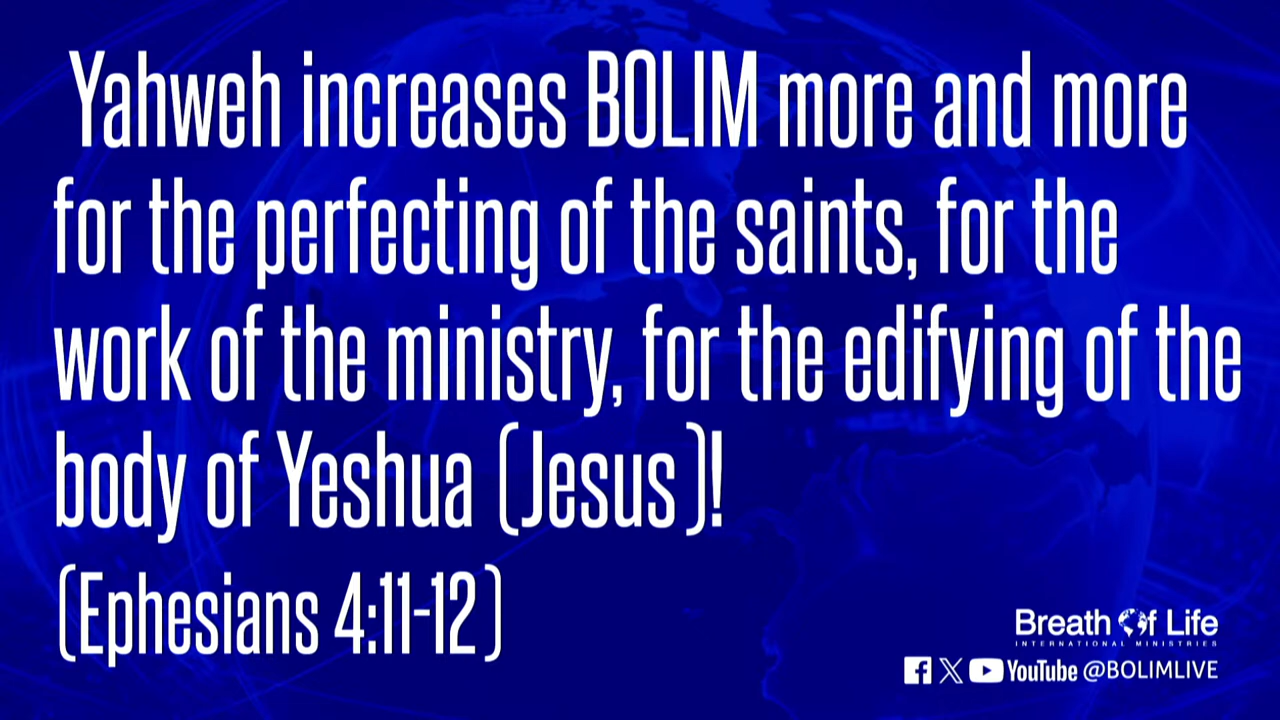 Yahweh increases BOLIM more and more
for the perfecting of the saints, for the
work of the ministry, for the edifying of the
body of Yeshua (Jesus)!
(Ephesians 4:11-12)
Breath Of Life
INTERNATIONAL MINISTRIES
YouTube @BOLIMLIVE